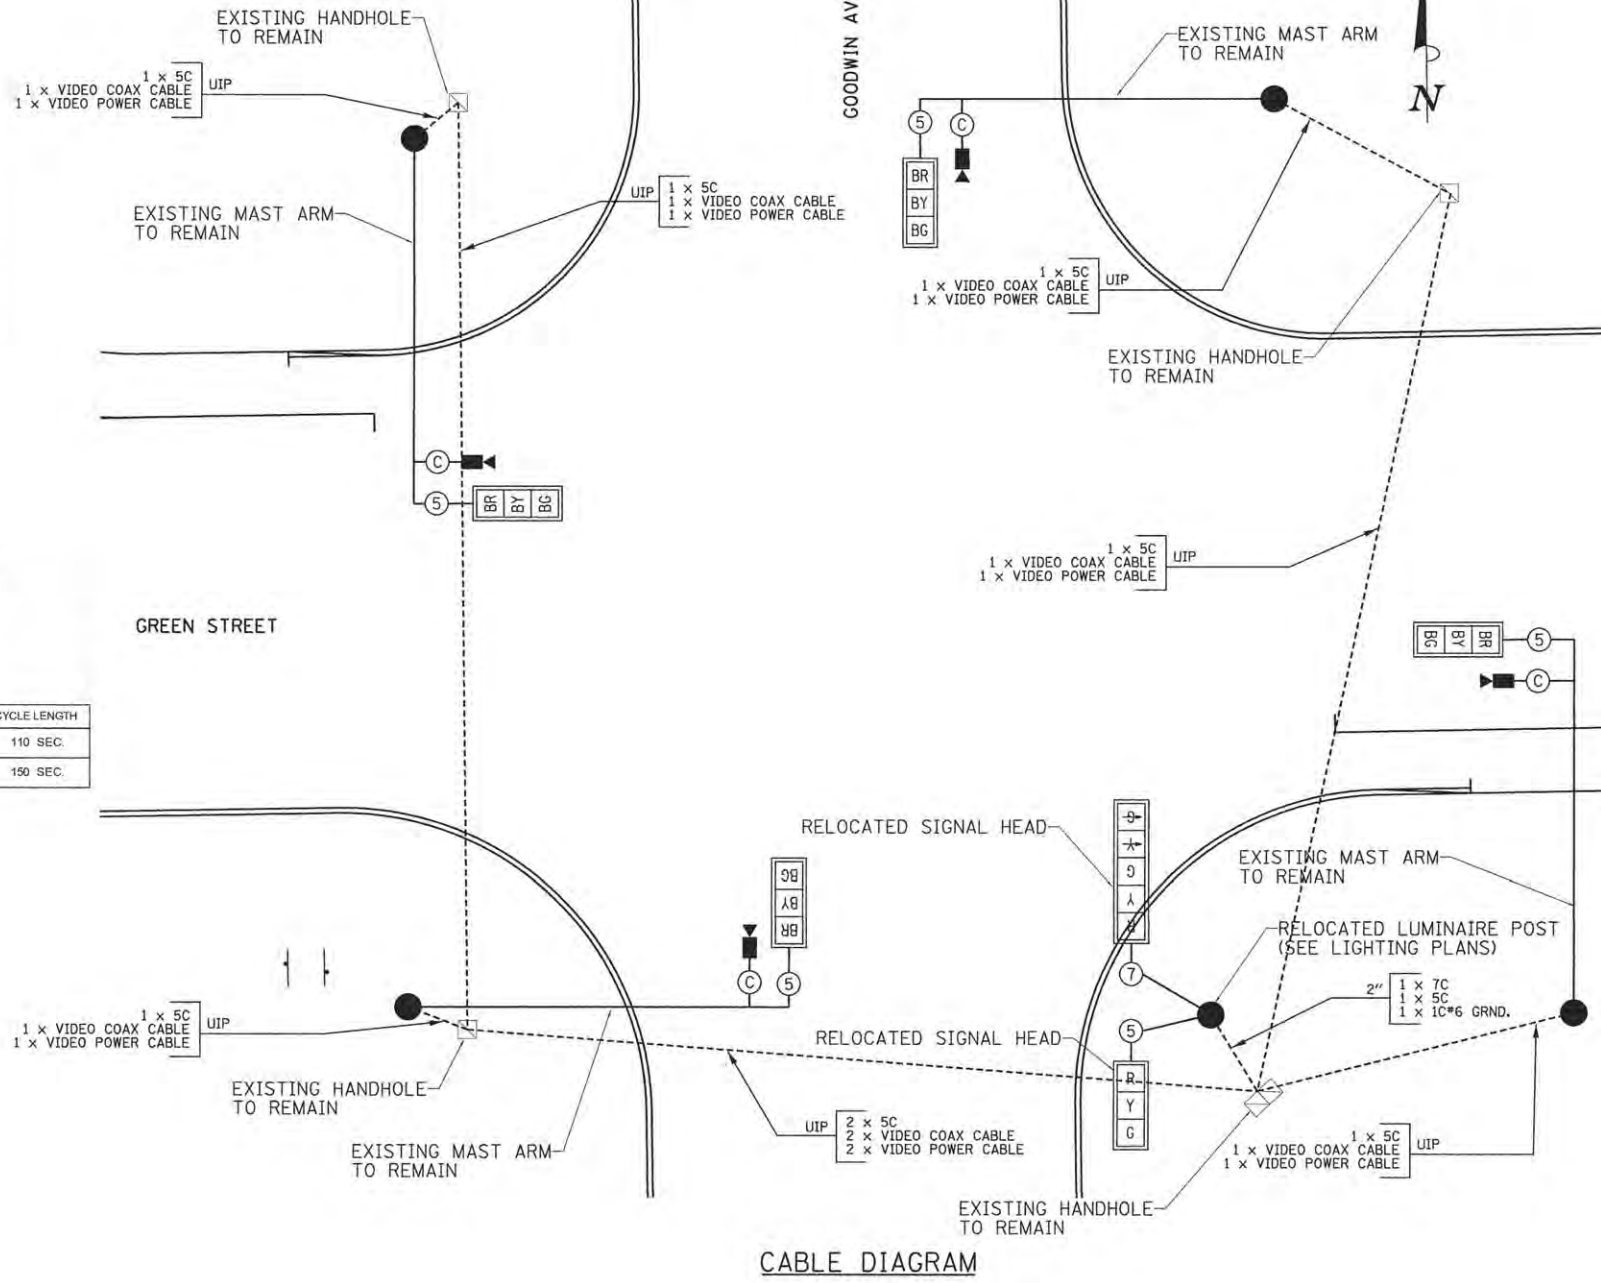 EXISTING HANDHOLE
TO REMAIN
1 x 5C
1 x VIDEO COAX CABLE
1 x VIDEO POWER CABLE
UIP
EXISTING MAST ARM
TO REMAIN
UIP
1 x 5C
1 x VIDEO COAX CABLE
1 x VIDEO POWER CABLE
GOODWIN AV
EXISTING MAST ARM
TO REMAIN
N
5
C
BR
BY
BG
1 x 5C
1 x VIDEO COAX CABLE
1 x VIDEO POWER CABLE
UIP
EXISTING HANDHOLE
TO REMAIN
C
5
BR
BY
BG
1 x 5C
1 x VIDEO COAX CABLE
1 x VIDEO POWER CABLE
UIP
GREEN STREET
BG
BY
BR
5
C
YCLE LENGTH
110 SEC.
150 SEC.
RELOCATED SIGNAL HEAD
G
Y
G
Y
R
7
EXISTING MAST ARM
TO REMAIN
BG
BY
BR
C
5
RELOCATED LUMINAIRE POST
(SEE LIGHTING PLANS)
2"
1 x 7C
1 x 5C
1 x 1C#6 GRND.
1 x 5C
1 x VIDEO COAX CABLE
1 x VIDEO POWER CABLE
UIP
RELOCATED SIGNAL HEAD
5
R
Y
G
EXISTING HANDHOLE
TO REMAIN
EXISTING MAST ARM
TO REMAIN
UIP
2 x 5C
2 x VIDEO COAX CABLE
2 x VIDEO POWER CABLE
1 x 5C
1 x VIDEO COAX CABLE
1 x VIDEO POWER CABLE
UIP
EXISTING HANDHOLE
TO REMAIN
CABLE DIAGRAM